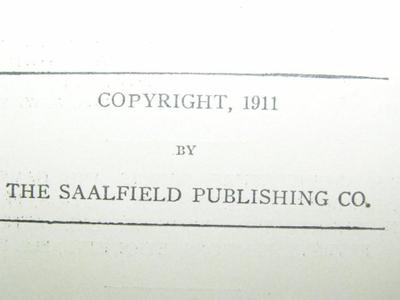 COPYRIGHT, 1911
BY
THE SAALFIELD PUBLISHING CO.